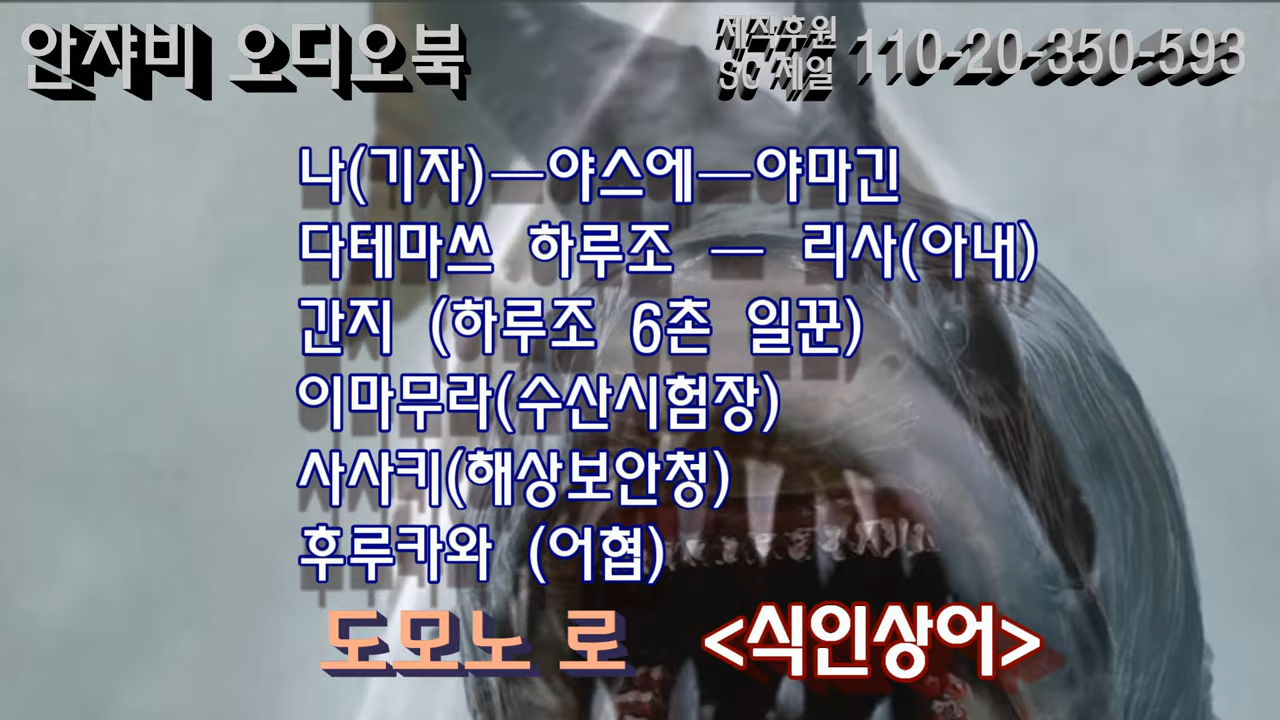 안쟈비 오디오북
제작후원
SC 제일
110-20-350-593
나(기자)—야스에—야마긴
다테마쓰 하루조 — 리사(아내)
간지 (하루조 6촌 일꾼)
이마무라(수산시험장)
사사키(해상보안청)
후루카와 (어협)
도모노 로 <식인상어>